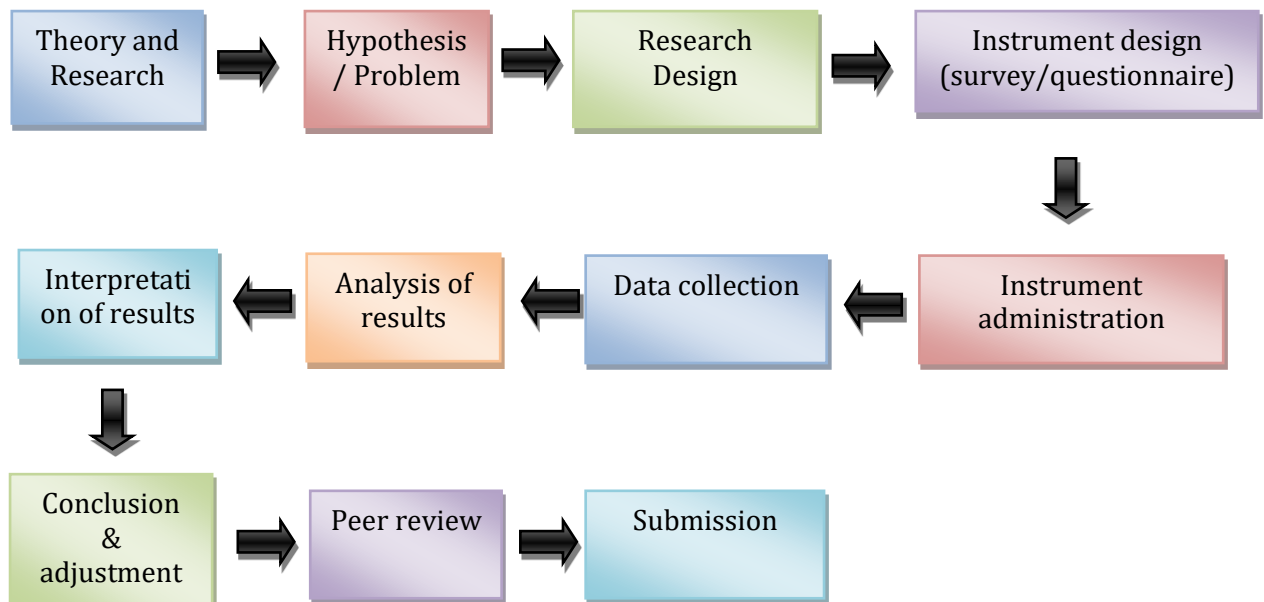 Theory and
Research
Hypothesis
/ Problem
Research
Design
Instrument design
(survey/questionnaire)
Instrument
administration
Data collection
Analysis of
results
Interpretati
on of results
Conclusion
&
adjustment
Peer review
Submission